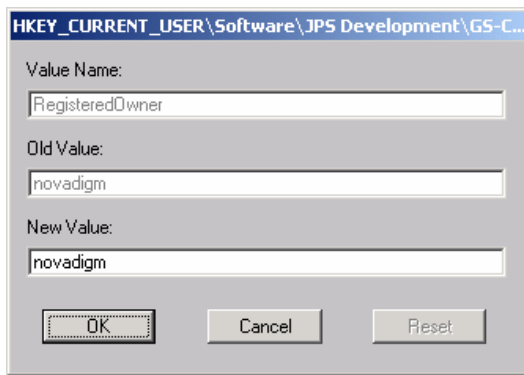 HKEY_CURRENT_USER\Software\JPS Development\GS-C...
Value Name:
RegisteredOwner
Old Value:
novadigm
New Value:
novadigm
OK Cancel Reset